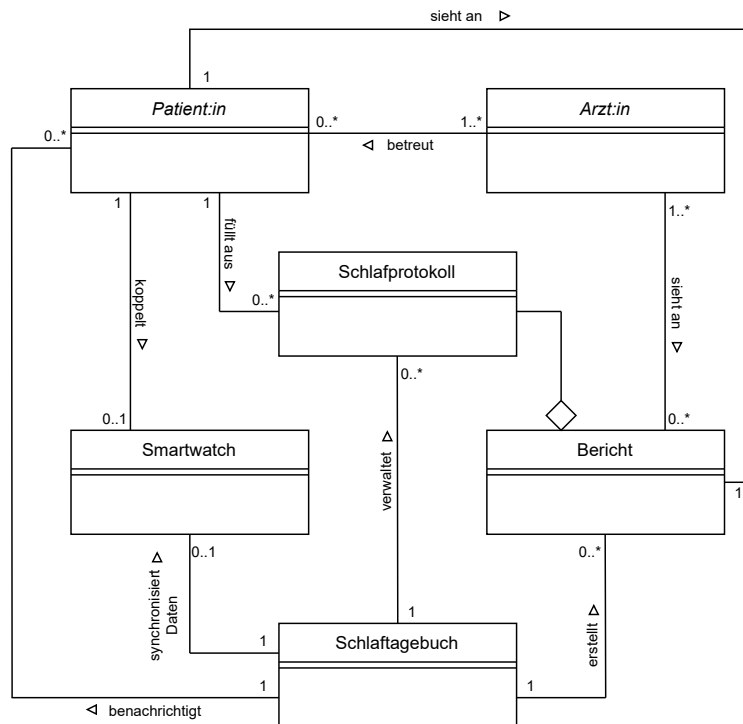 sieht an
1
Patient:in
Arzt:in
0..*
0..*
1..*
betreut
1
1
1..*
füllt aus
Schlafprotokoll
koppelt
sieht an
0..*
0..*
0..1
0..*
Smartwatch
Bericht
verwaltet
1
0..1
0..*
synchronisiert
Daten
erstellt
1
1
Schlaftagebuch
1
1
benachrichtigt